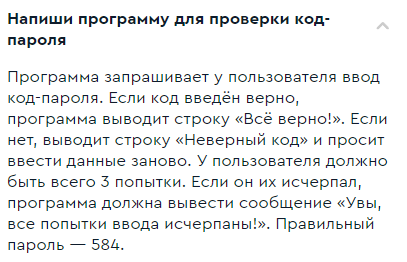 Напиши программу для проверки код-
пароля
Программа запрашивает у пользователя ввод
код-пароля. Если код введён верно,
программа выводит строку «Всё верно!». Если
нет, выводит строку «Неверный код» и просит
ввести данные заново. У пользователя должно
быть всего 3 попытки. Если он их исчерпал,
программа должна вывести сообщение «Увы,
все попытки ввода исчерпаны!». Правильный
пароль — 584.